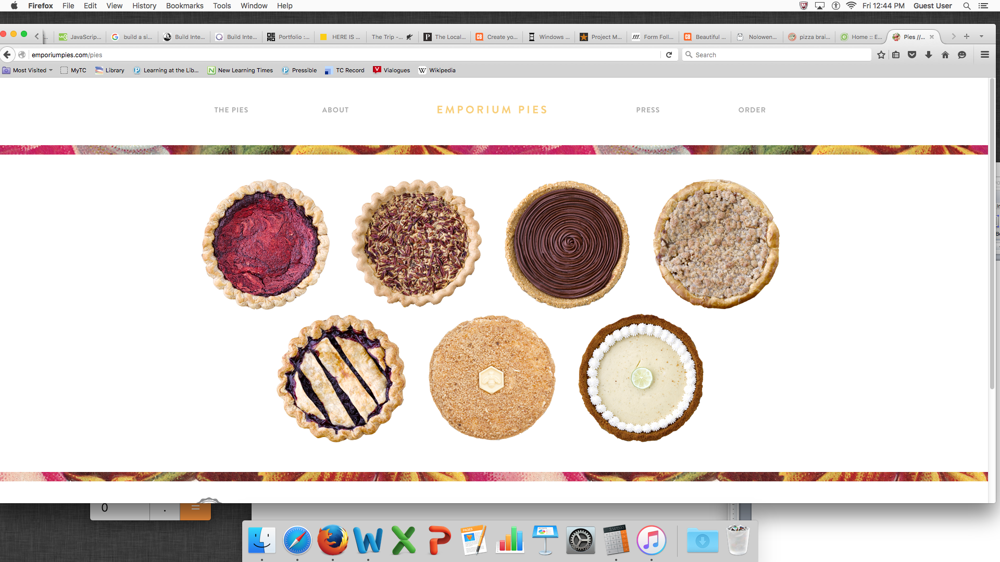 Firefox File Edit View History Bookmarks Tools Window Help Fri 12:44 PM Guest User
... JavaScrip... build a si... Build Inte... Build Inte... Portfolio :... HERE IS ... The Trip -... The Local... Create yo... Windows ... Project M... Form Foll... Beautiful ... Nolowen... pizza brai... Home :: E... Pies //...
emporiumpies.com/pies Search
Most Visited MyTC Library Learning at the Lib... New Learning Times Pressible TC Record Vialogues Wikipedia
THE PIES ABOUT EMPORIUM PIES PRESS ORDER
0 . =
PAGES
3.141593